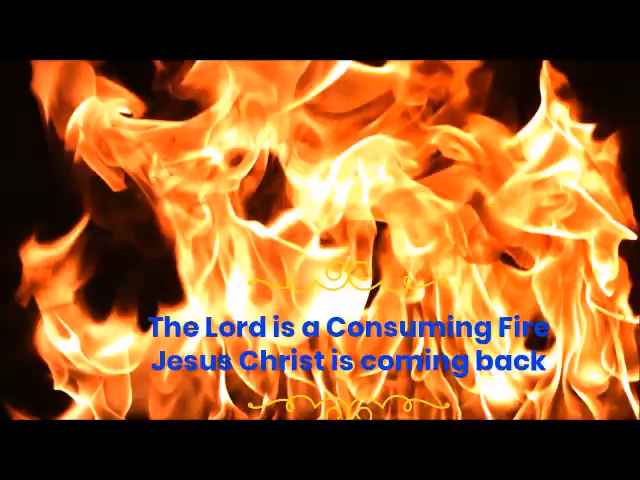 The Lord is a Consuming Fire
Jesus Christ is coming back